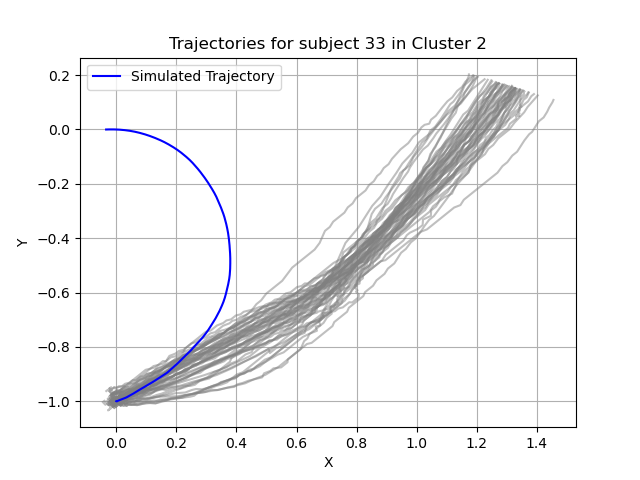 Trajectories for subject 33 in Cluster 2
Simulated Trajectory
0.2
0.0
−0.2
−0.4
−0.6
−0.8
−1.0
Y
0.0 0.2 0.4 0.6 0.8 1.0 1.2 1.4
X